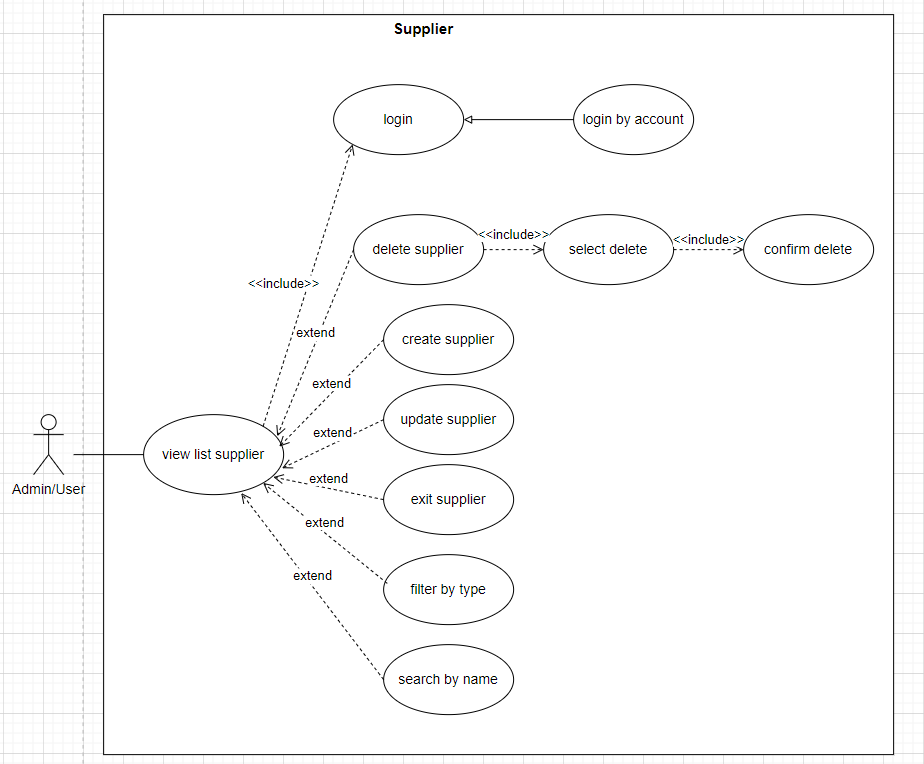 Supplier
login
login by account
<<include>>
delete supplier
<<include>>
select delete
<<include>>
confirm delete
extend
create supplier
extend
update supplier
extend
view list supplier
Admin/User
extend
exit supplier
extend
filter by type
extend
search by name